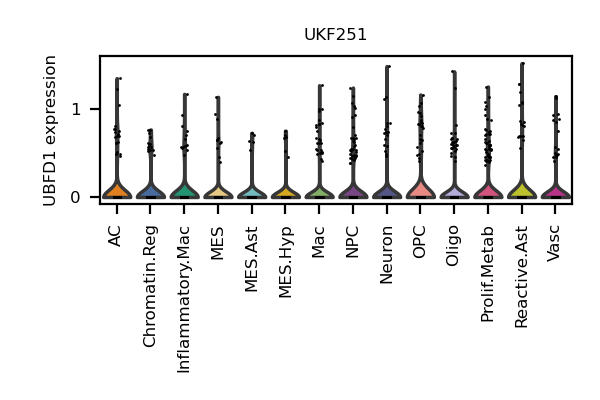 UKF251
UBFD1 expression
1
0
AC
Chromatin.Reg
Inflammatory.Mac
MES
MES.Ast
MES.Hyp
Mac
NPC
Neuron
OPC
Oligo
Prolif.Metab
Reactive.Ast
Vasc